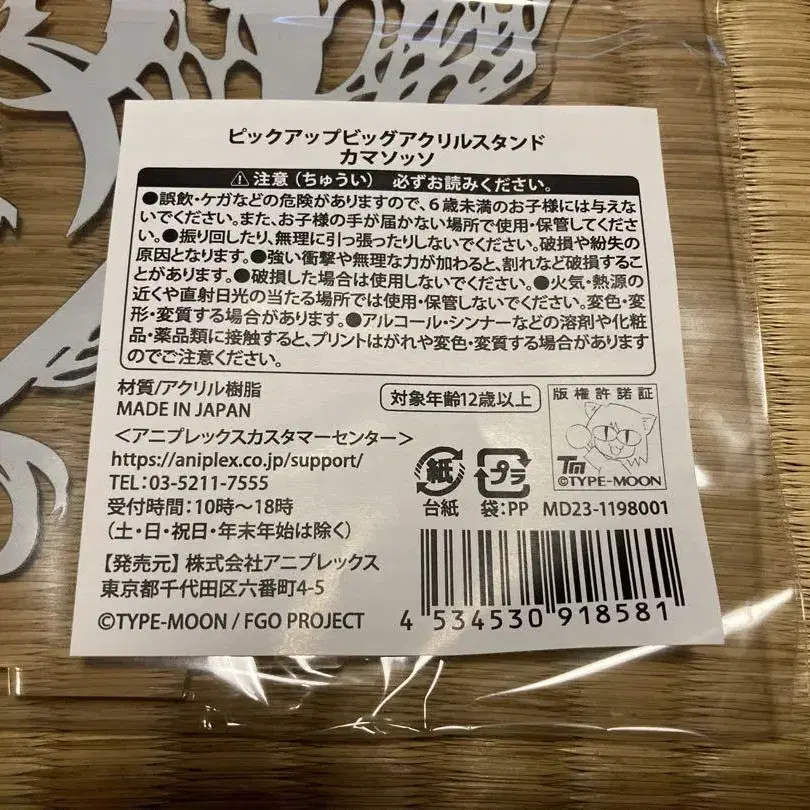 ピックアップビッグアクリルスタンド
カマソッソ
⚠注意（ちゅうい） 必ずお読みください。
●誤飲・ケガなどの危険がありますので、6歳未満のお子様には与えな
いでください。また、お子様の手が届かない場所で使用・保管してくださ
い。●振り回したり、無理に引っ張ったりしないでください。破損や紛失の
原因となります。●強い衝撃や無理な力が加わると、割れなど破損するこ
とがあります。●破損した場合は使用しないでください。●火気・熱源の
近くや直射日光の当たる場所では使用・保管しないでください。変色・変
形・変質する場合があります。●アルコール・シンナーなどの溶剤や化粧
品・薬品類に接触すると、プリントはがれや変色・変質する場合があります
のでご注意ください。
材質/アクリル樹脂
MADE IN JAPAN
対象年齢12歳以上
版権許諾証
TM
©TYPE-MOON
＜アニプレックスカスタマーセンター＞
https://aniplex.co.jp/support/
TEL:03-5211-7555
受付時間:10時～18時
（土・日・祝日・年末年始は除く）
紙
台紙
プラ
袋:PP
MD23-1198001
【発売元】株式会社アニプレックス
東京都千代田区六番町4-5
©TYPE-MOON / FGO PROJECT
4 534530 918581